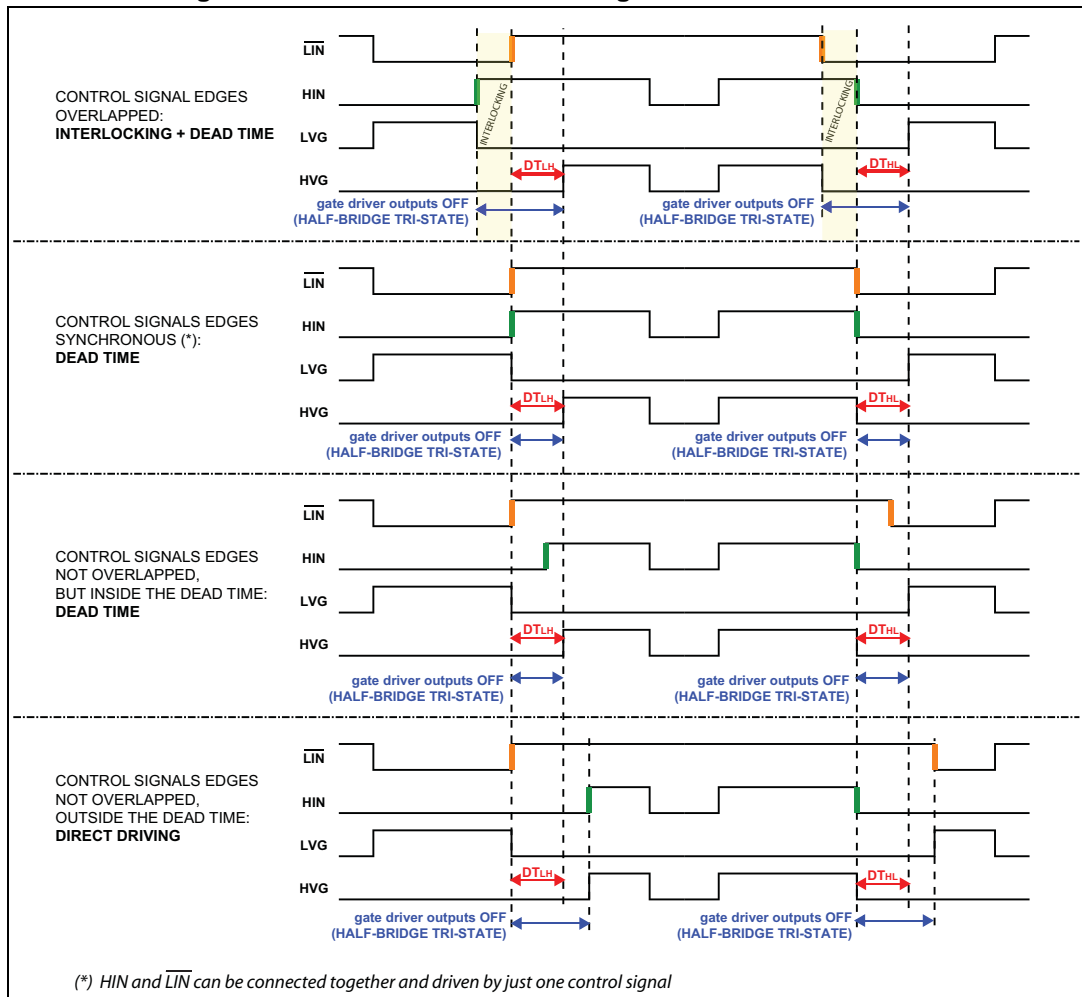 L̅I̅N̅
CONTROL SIGNAL EDGES
OVERLAPPED:
INTERLOCKING + DEAD TIME
HIN
LVG
HVG
INTERLOCKING
INTERLOCKING
DTLH
DTHL
gate driver outputs OFF
(HALF-BRIDGE TRI-STATE)
gate driver outputs OFF
(HALF-BRIDGE TRI-STATE)
L̅I̅N̅
CONTROL SIGNALS EDGES
SYNCHRONOUS (*):
DEAD TIME
HIN
LVG
HVG
DTLH
DTHL
gate driver outputs OFF
(HALF-BRIDGE TRI-STATE)
gate driver outputs OFF
(HALF-BRIDGE TRI-STATE)
L̅I̅N̅
CONTROL SIGNALS EDGES
NOT OVERLAPPED,
BUT INSIDE THE DEAD TIME:
DEAD TIME
HIN
LVG
HVG
DTLH
DTHL
gate driver outputs OFF
(HALF-BRIDGE TRI-STATE)
gate driver outputs OFF
(HALF-BRIDGE TRI-STATE)
L̅I̅N̅
CONTROL SIGNALS EDGES
NOT OVERLAPPED,
OUTSIDE THE DEAD TIME:
DIRECT DRIVING
HIN
LVG
HVG
DTLH
DTHL
gate driver outputs OFF
(HALF-BRIDGE TRI-STATE)
gate driver outputs OFF
(HALF-BRIDGE TRI-STATE)
(*) HIN and L̅I̅N̅ can be connected together and driven by just one control signal